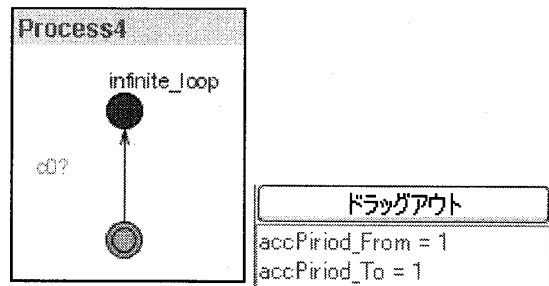 Process4
infinite_loop
c0?
ドラッグアウト
accPiriod_From = 1
accPiriod_To = 1